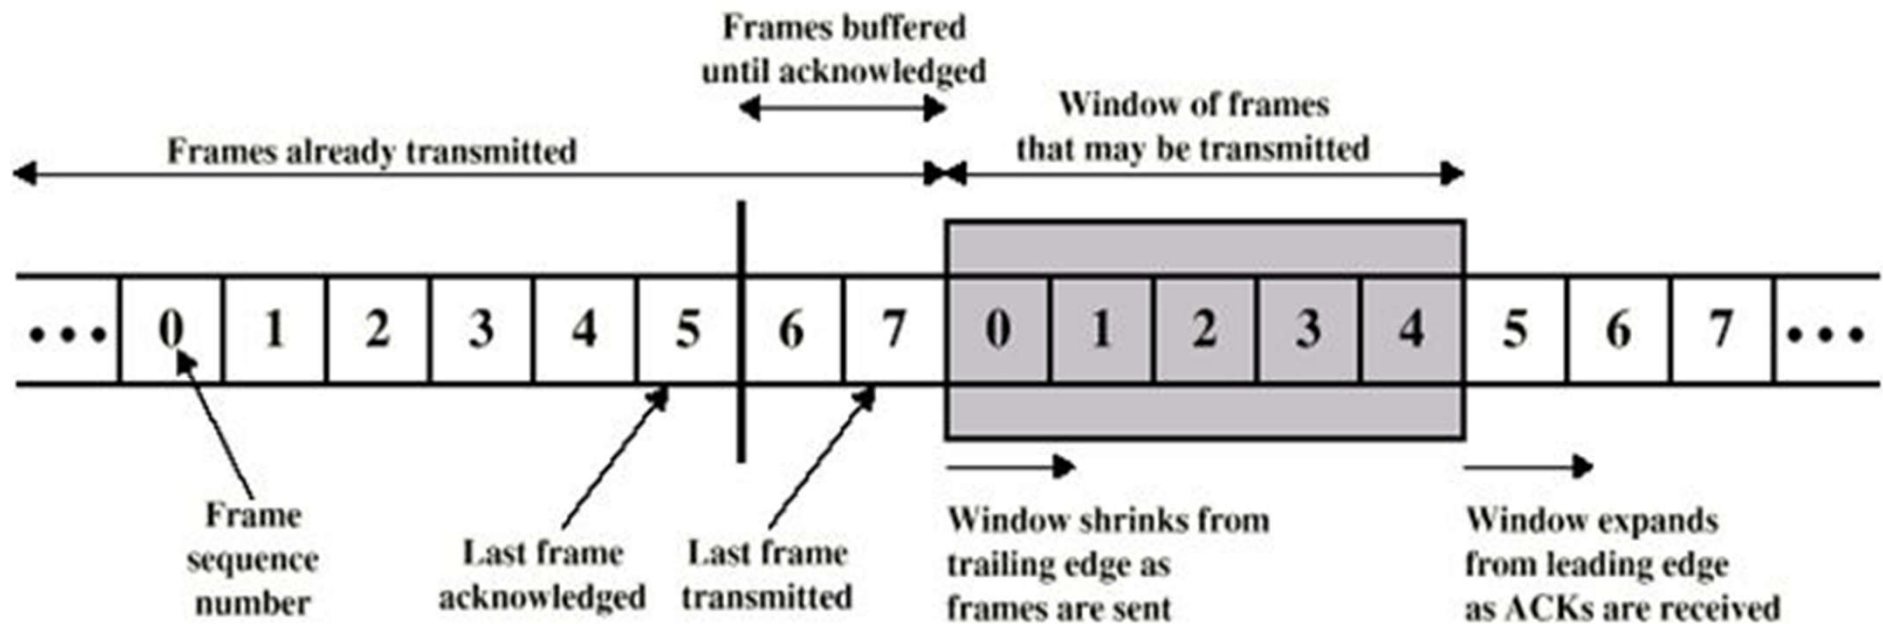 Frames buffered
until acknowledged
Window of frames
that may be transmitted
Frames already transmitted
••• 0 1 2 3 4 5 6 7 0 1 2 3 4 5 6 7 •••
Frame
sequence
number
Last frame
acknowledged
Last frame
transmitted
Window shrinks from
trailing edge as
frames are sent
Window expands
from leading edge
as ACKs are received